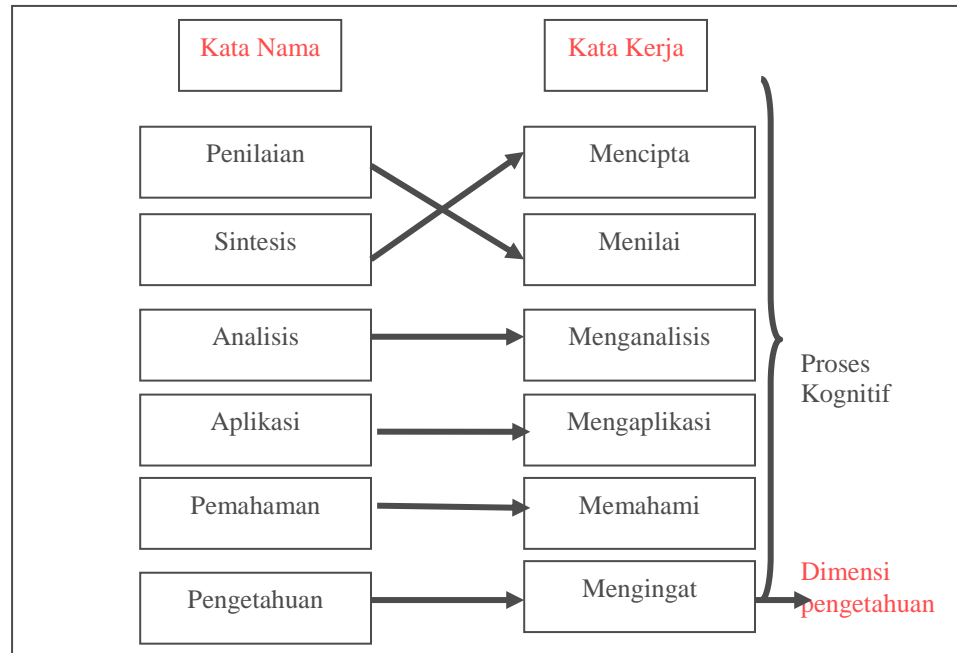 Kata Nama
Kata Kerja
Penilaian
Mencipta
Sintesis
Menilai
Analisis
Menganalisis
Proses
Kognitif
Aplikasi
Mengaplikasi
Pemahaman
Memahami
Pengetahuan
Mengingat
Dimensi
pengetahuan